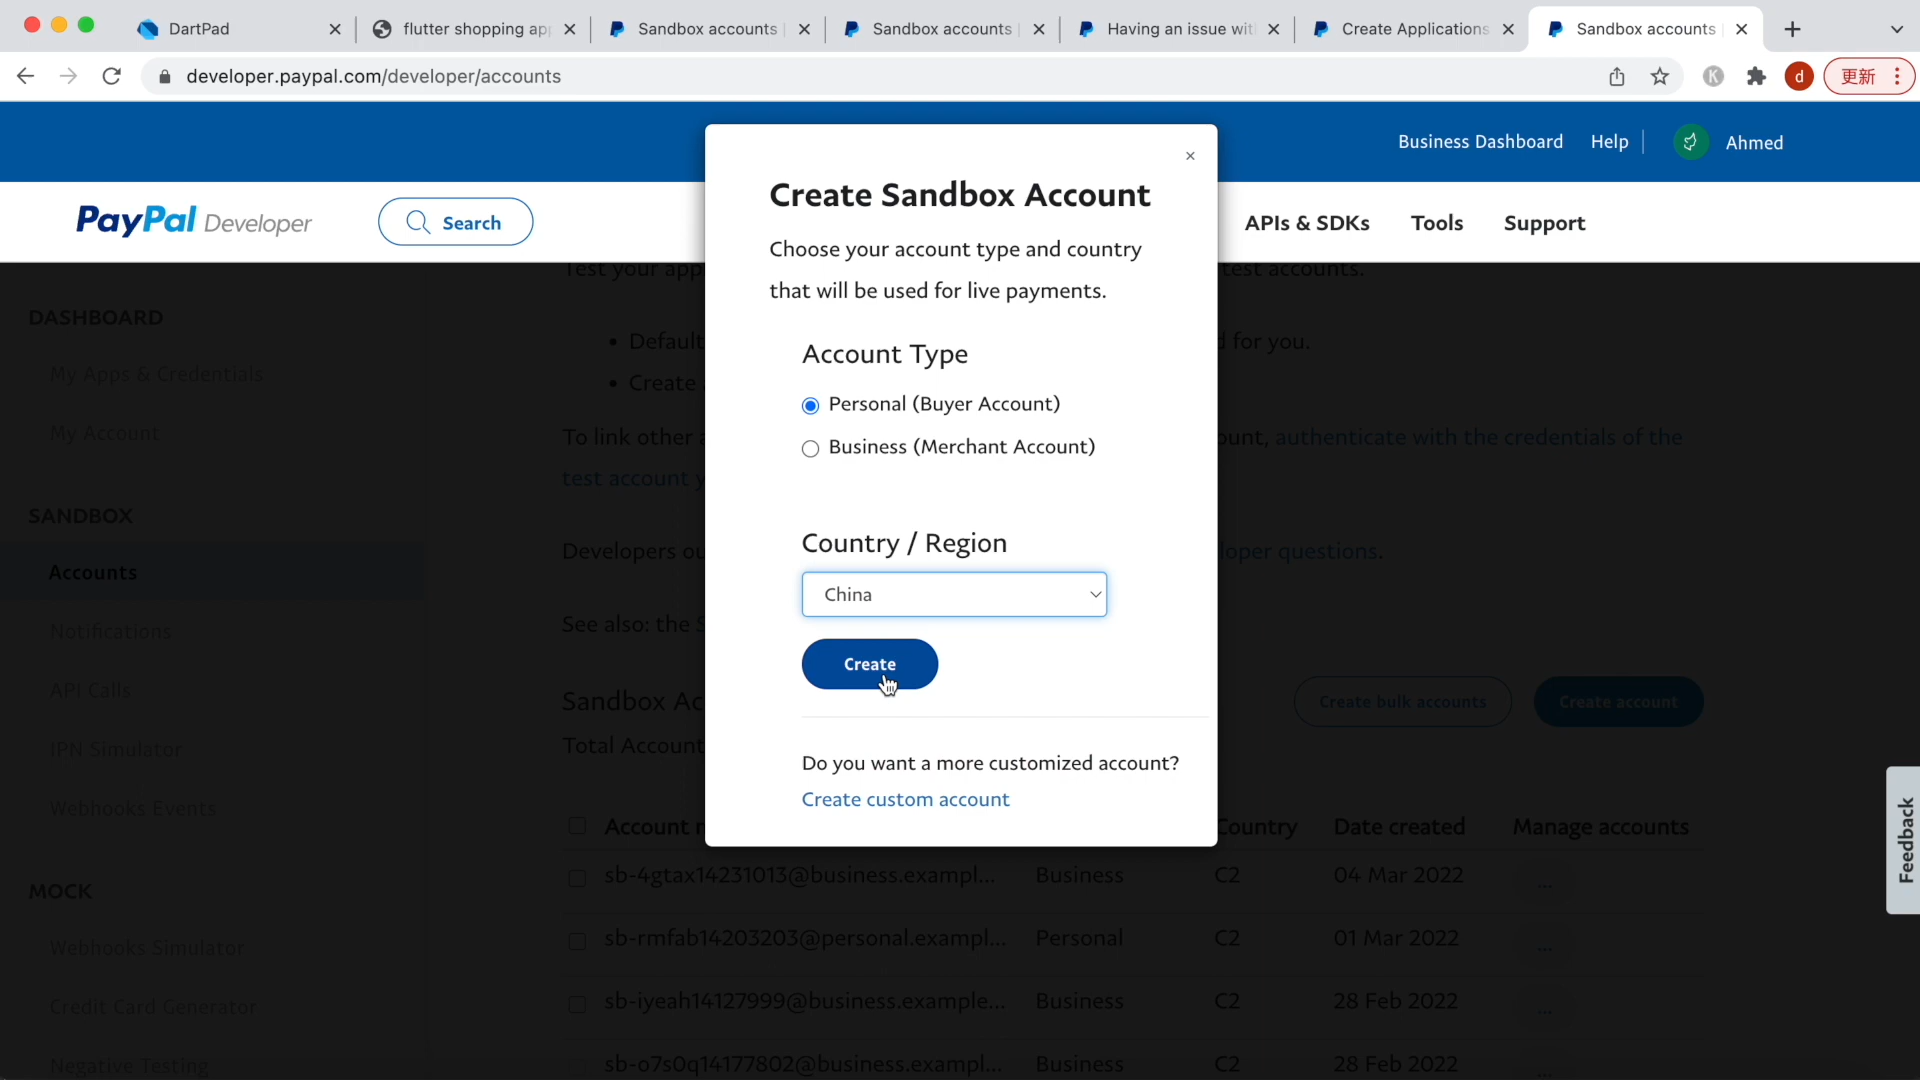 DartPad
flutter shopping app
Sandbox accounts
Sandbox accounts
Having an issue wit
Create Applications
Sandbox accounts
developer.paypal.com/developer/accounts
K
d
更新
Business Dashboard
Help
Ahmed
PayPal Developer
Search
APIs & SDKs
Tools
Support
×
Create Sandbox Account
Choose your account type and country
that will be used for live payments.
Account Type
Personal (Buyer Account)
Business (Merchant Account)
Country / Region
China
Create
Do you want a more customized account?
Create custom account
Test your app
test accounts.
DASHBOARD
My Apps & Credentials
My Account
SANDBOX
Accounts
Notifications
API Calls
IPN Simulator
Webhooks Events
MOCK
Webhooks Simulator
Credit Card Generator
Negative Testing
• Default
d for you.
• Create
To link other
ount, authenticate with the credentials of the
test account y
Developers ou
loper questions.
See also: the S
Sandbox Ac
Create bulk accounts
Create account
Total Account
Account n
Country
Date created
Manage accounts
sb-4gtax14231013@business.exampl... Business C2 04 Mar 2022 ...
sb-rmfab14203203@personal.exampl... Personal C2 01 Mar 2022 ...
sb-iyeah14127999@business.example... Business C2 28 Feb 2022 ...
sb-o7s0q14177802@business.exampl... Business C2 28 Feb 2022 ...
Feedback